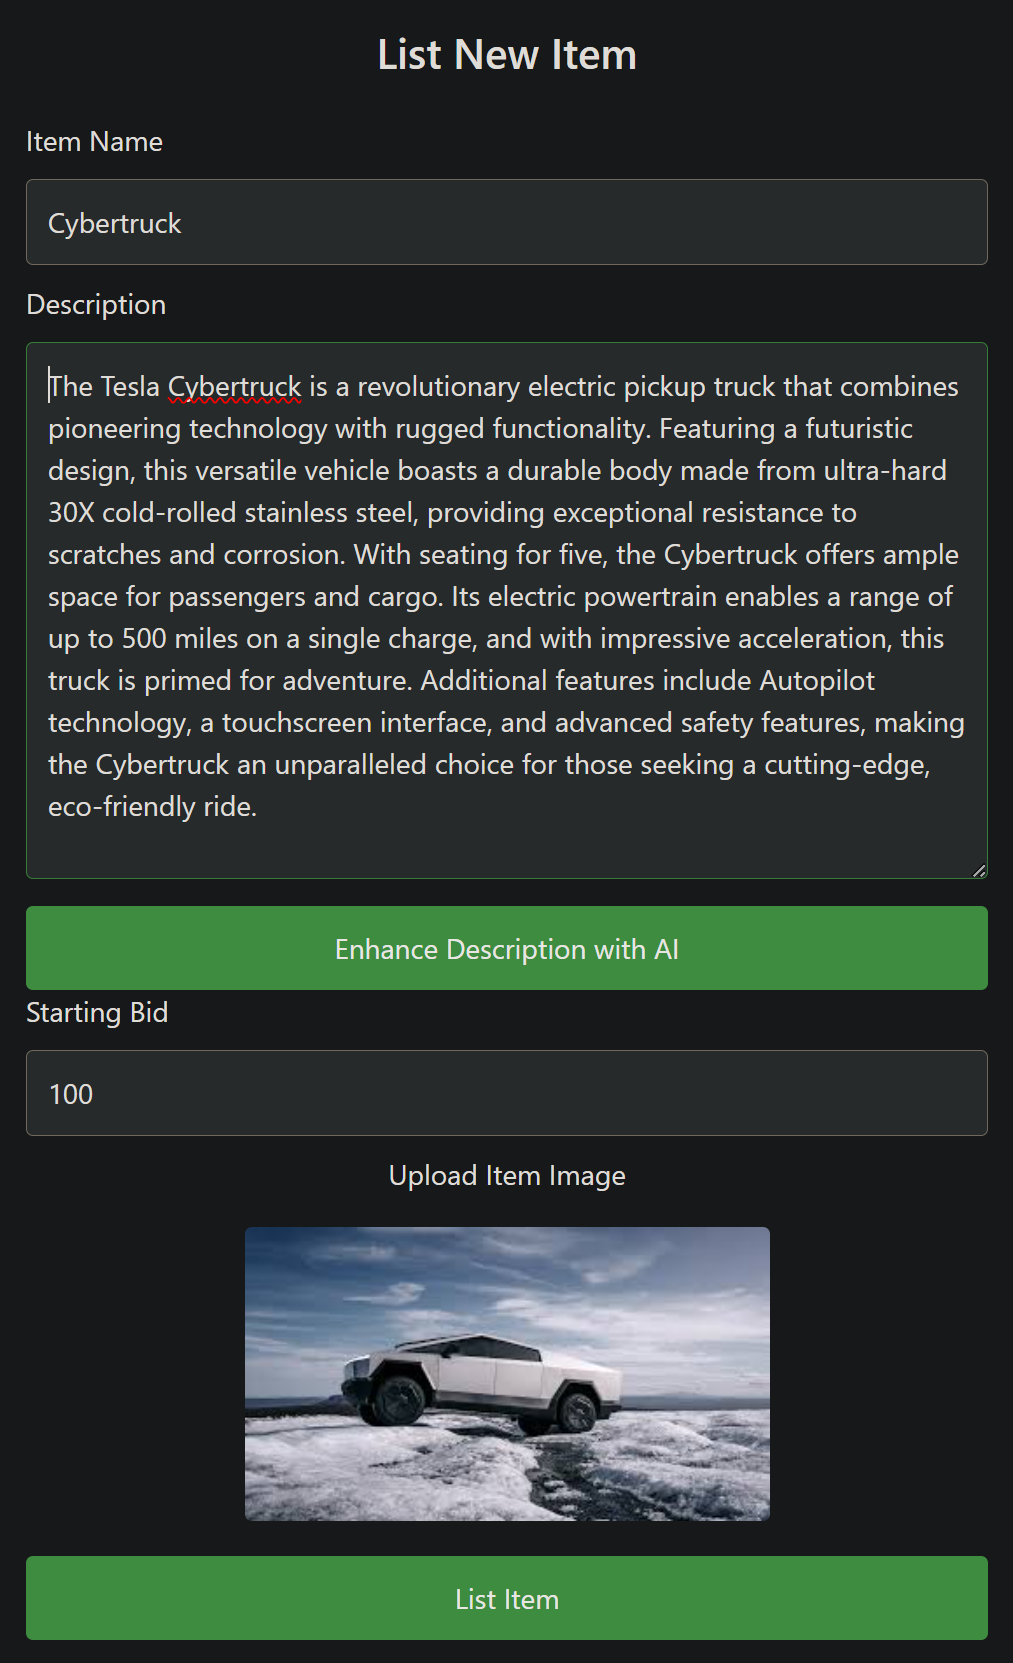 List New Item
Item Name
Cybertruck
Description
The Tesla Cybertruck is a revolutionary electric pickup truck that combines
pioneering technology with rugged functionality. Featuring a futuristic
design, this versatile vehicle boasts a durable body made from ultra-hard
30X cold-rolled stainless steel, providing exceptional resistance to
scratches and corrosion. With seating for five, the Cybertruck offers ample
space for passengers and cargo. Its electric powertrain enables a range of
up to 500 miles on a single charge, and with impressive acceleration, this
truck is primed for adventure. Additional features include Autopilot
technology, a touchscreen interface, and advanced safety features, making
the Cybertruck an unparalleled choice for those seeking a cutting-edge,
eco-friendly ride.
Enhance Description with AI
Starting Bid
100
Upload Item Image
List Item